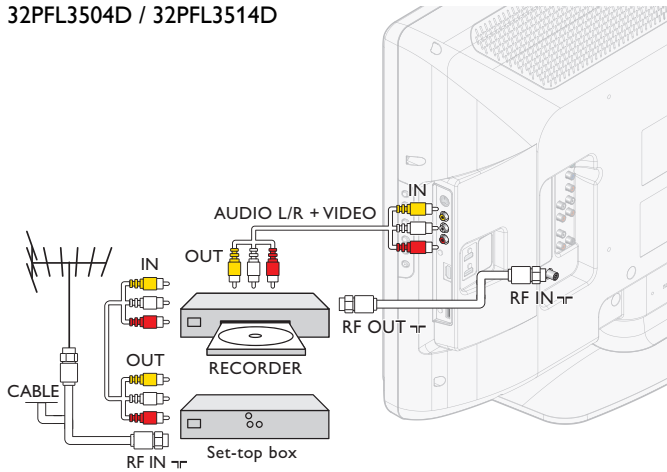 32PFL3504D / 32PFL3514D
IN
AUDIO L/R + VIDEO
OUT
IN
RF IN
RF OUT
RECORDER
OUT
CABLE
Set-top box
RF IN